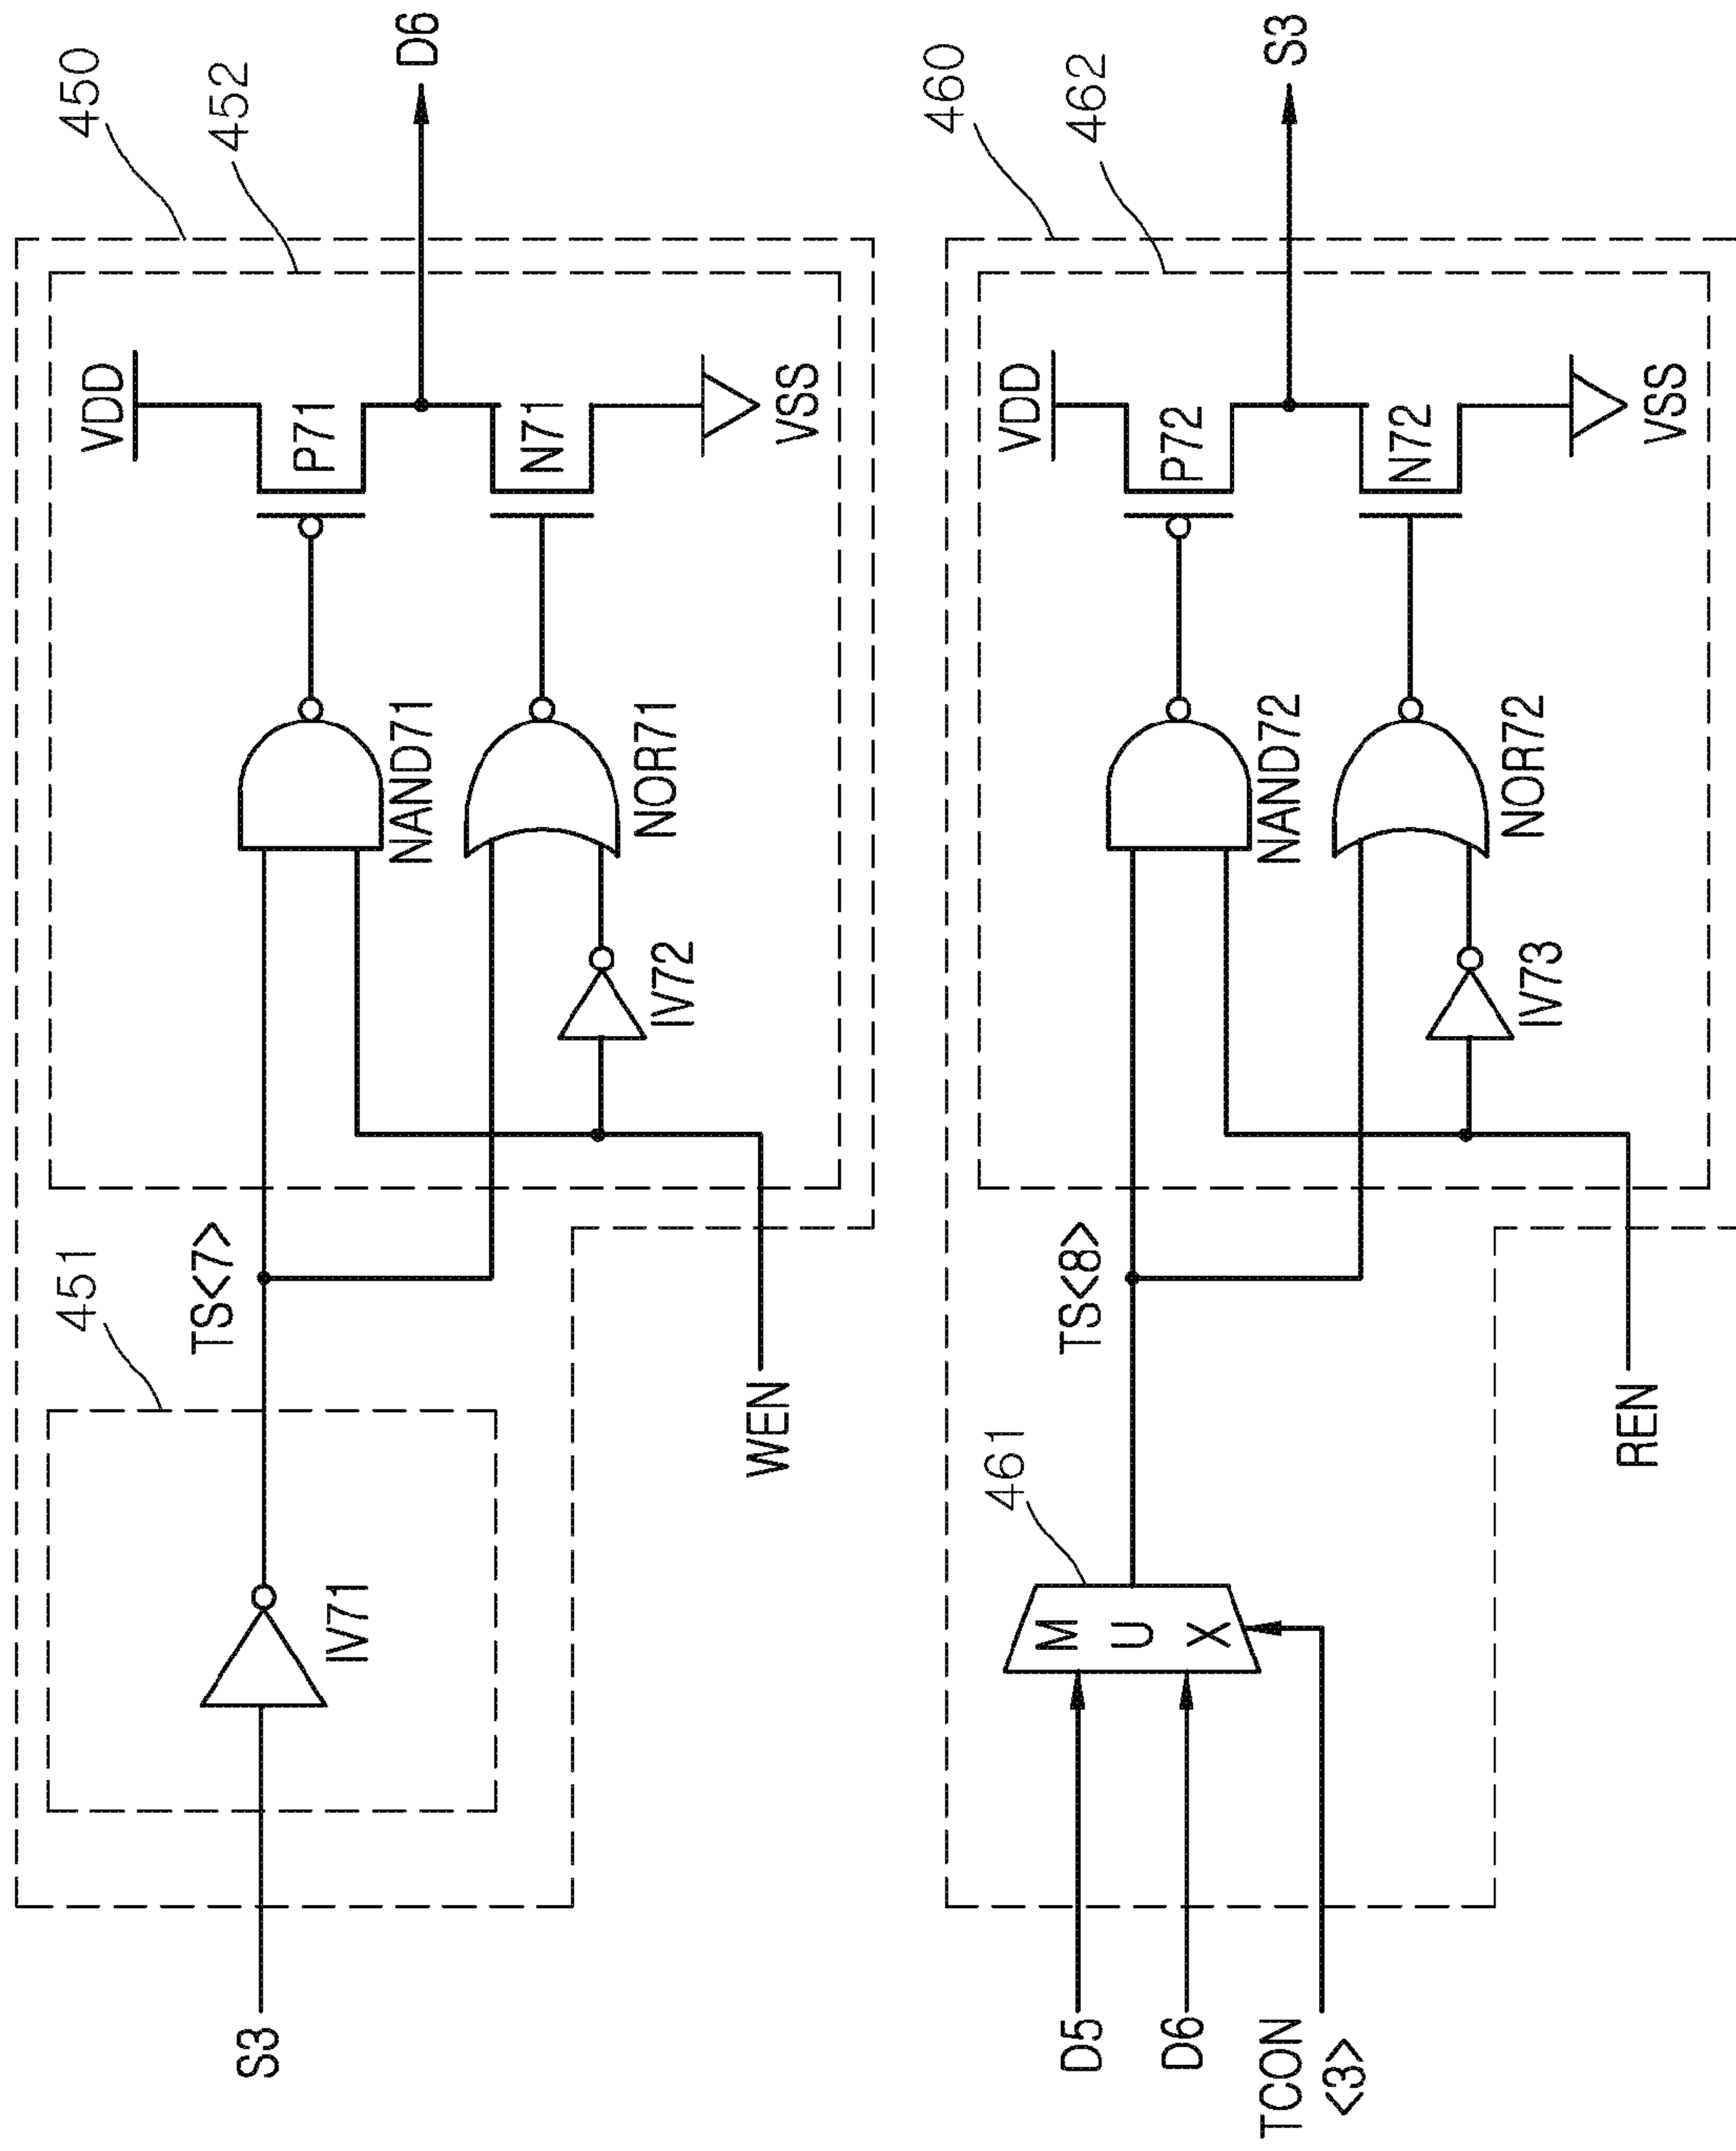 450
452
D6
VDD
P71
N71
VSS
NAND71
NOR71
IV72
TS<7>
451
IV71
S3
WEN
460
462
S3
VDD
P72
N72
VSS
NAND72
NOR72
IV73
TS<8>
461
M
U
X
D5
D6
TCON
<3>
REN